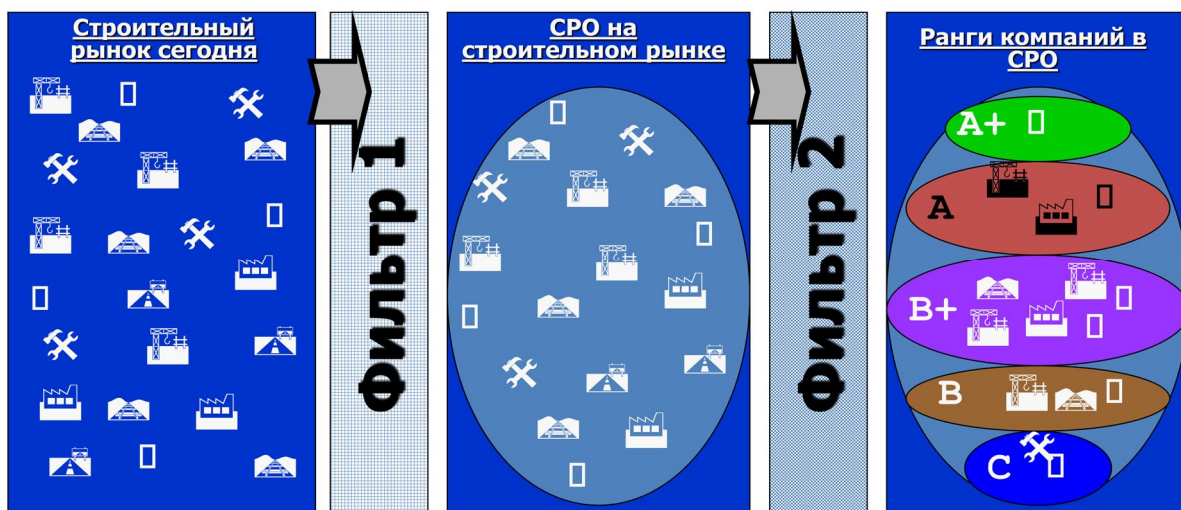 Строительный
рынок сегодня
Фильтр 1
СРО на
строительном рынке
Фильтр 2
Ранги компаний в
СРО
A+
A
B+
B
C